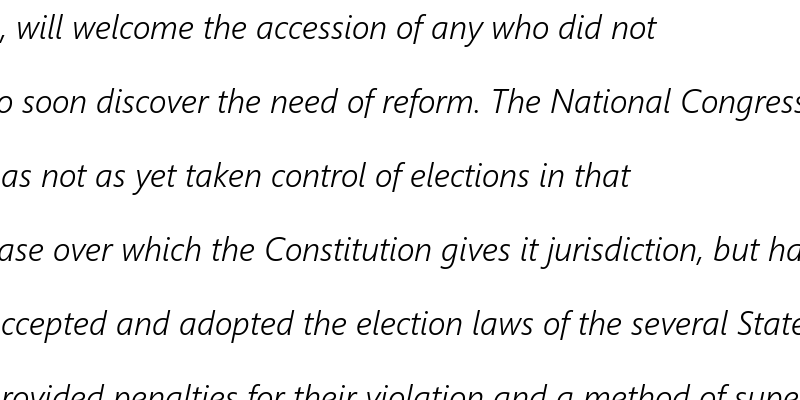 , will welcome the accession of any who did not
o soon discover the need of reform. The National Congress
as not as yet taken control of elections in that
ase over which the Constitution gives it jurisdiction, but ha
ccepted and adopted the election laws of the several State
rovided penalties for their violation and a method of supe